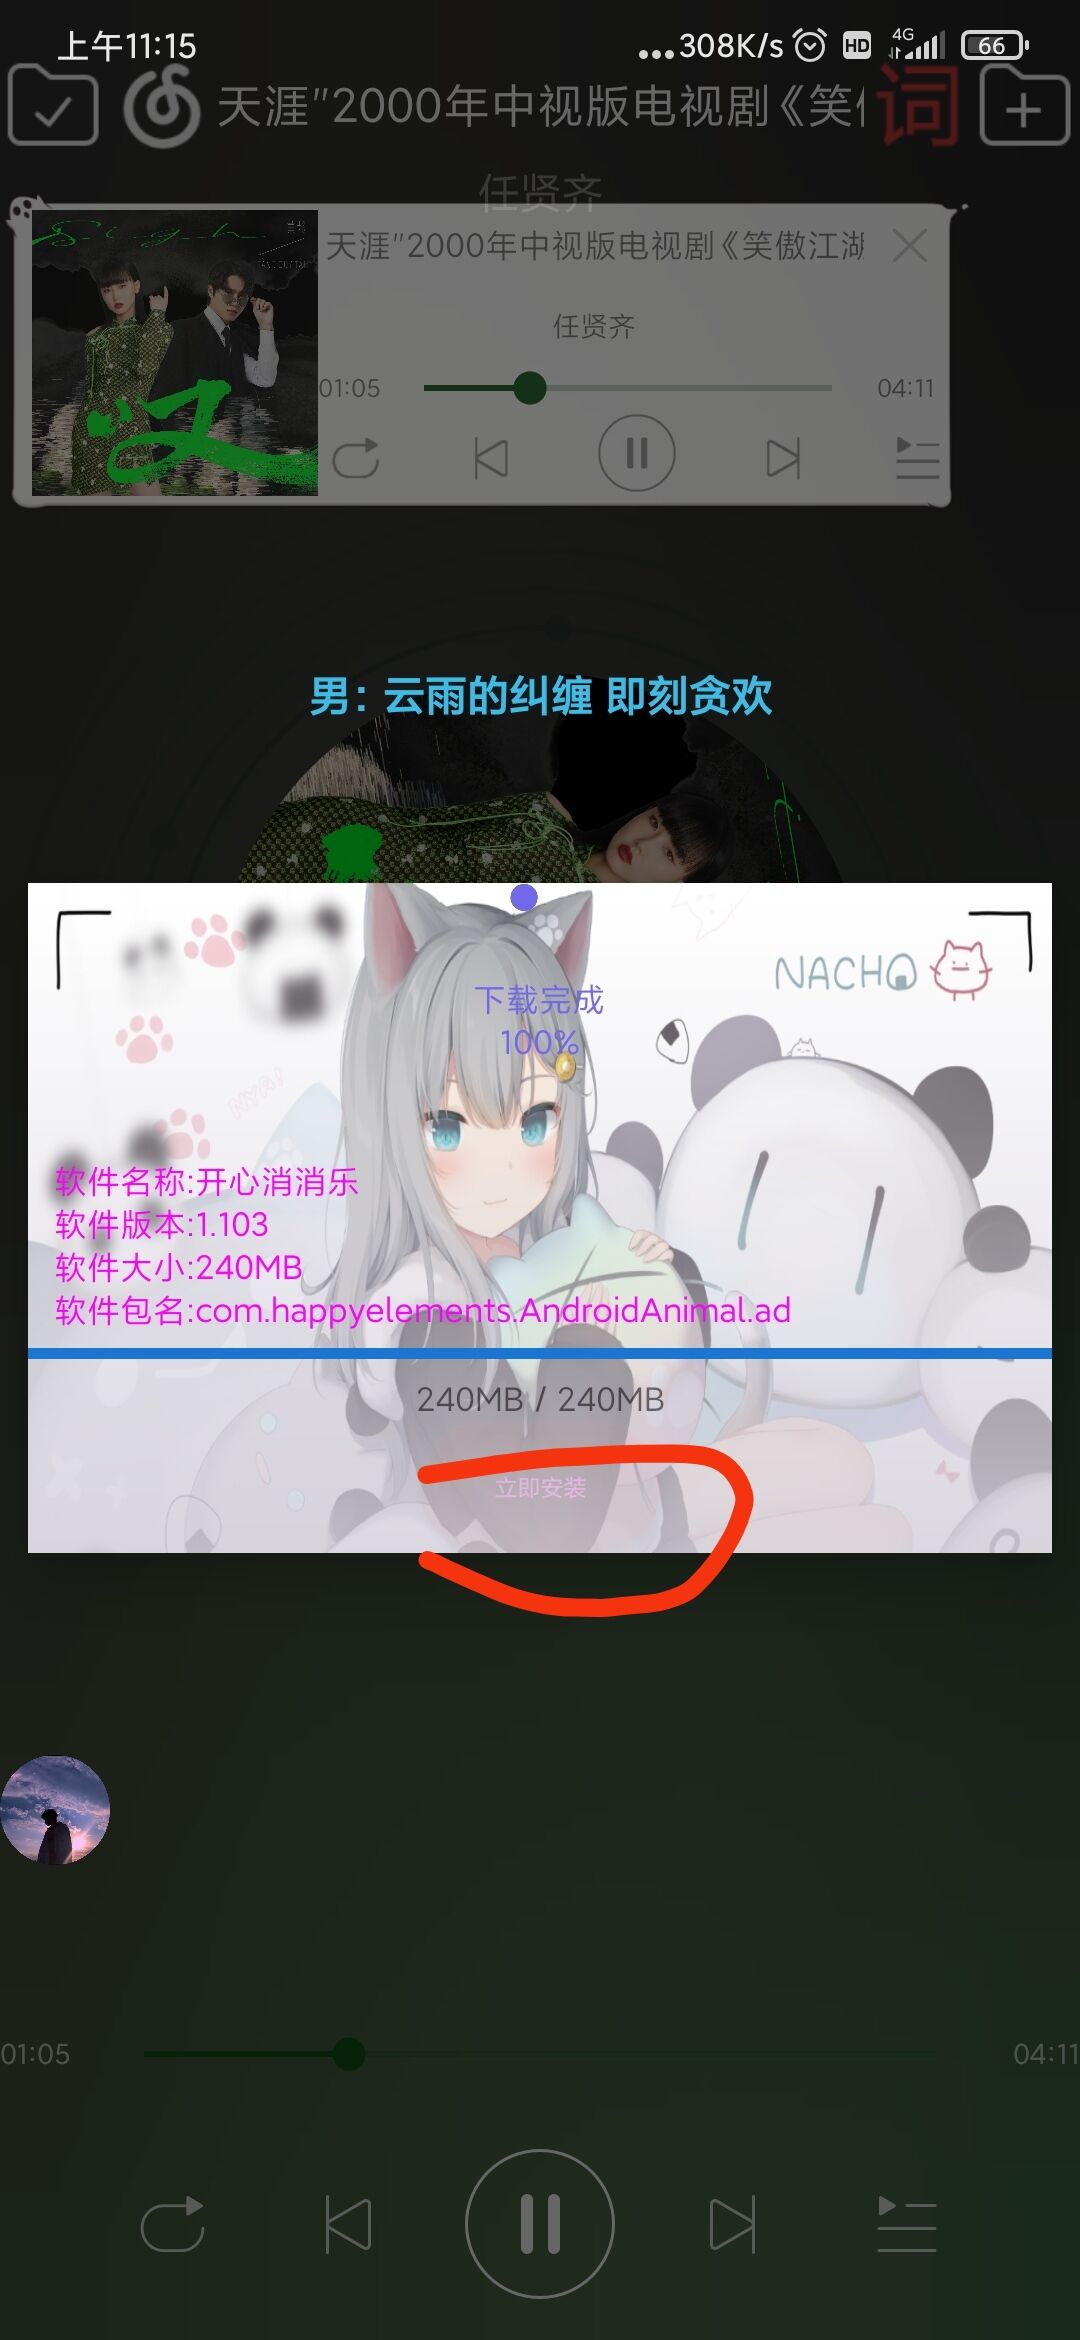 上午11:15
...308K/s HD 4G 66
天涯"2000年中视版电视剧《笑
词
任贤齐
Sigh
天涯"2000年中视版电视剧《笑傲江湖
任贤齐
01:05
04:11
男：云雨的纠缠 即刻贪欢
NACHO
下载完成
100%
NYA!
软件名称:开心消消乐
软件版本:1.103
软件大小:240MB
软件包名:com.happyelements.AndroidAnimal.ad
240MB / 240MB
立即安装
01:05
04:11